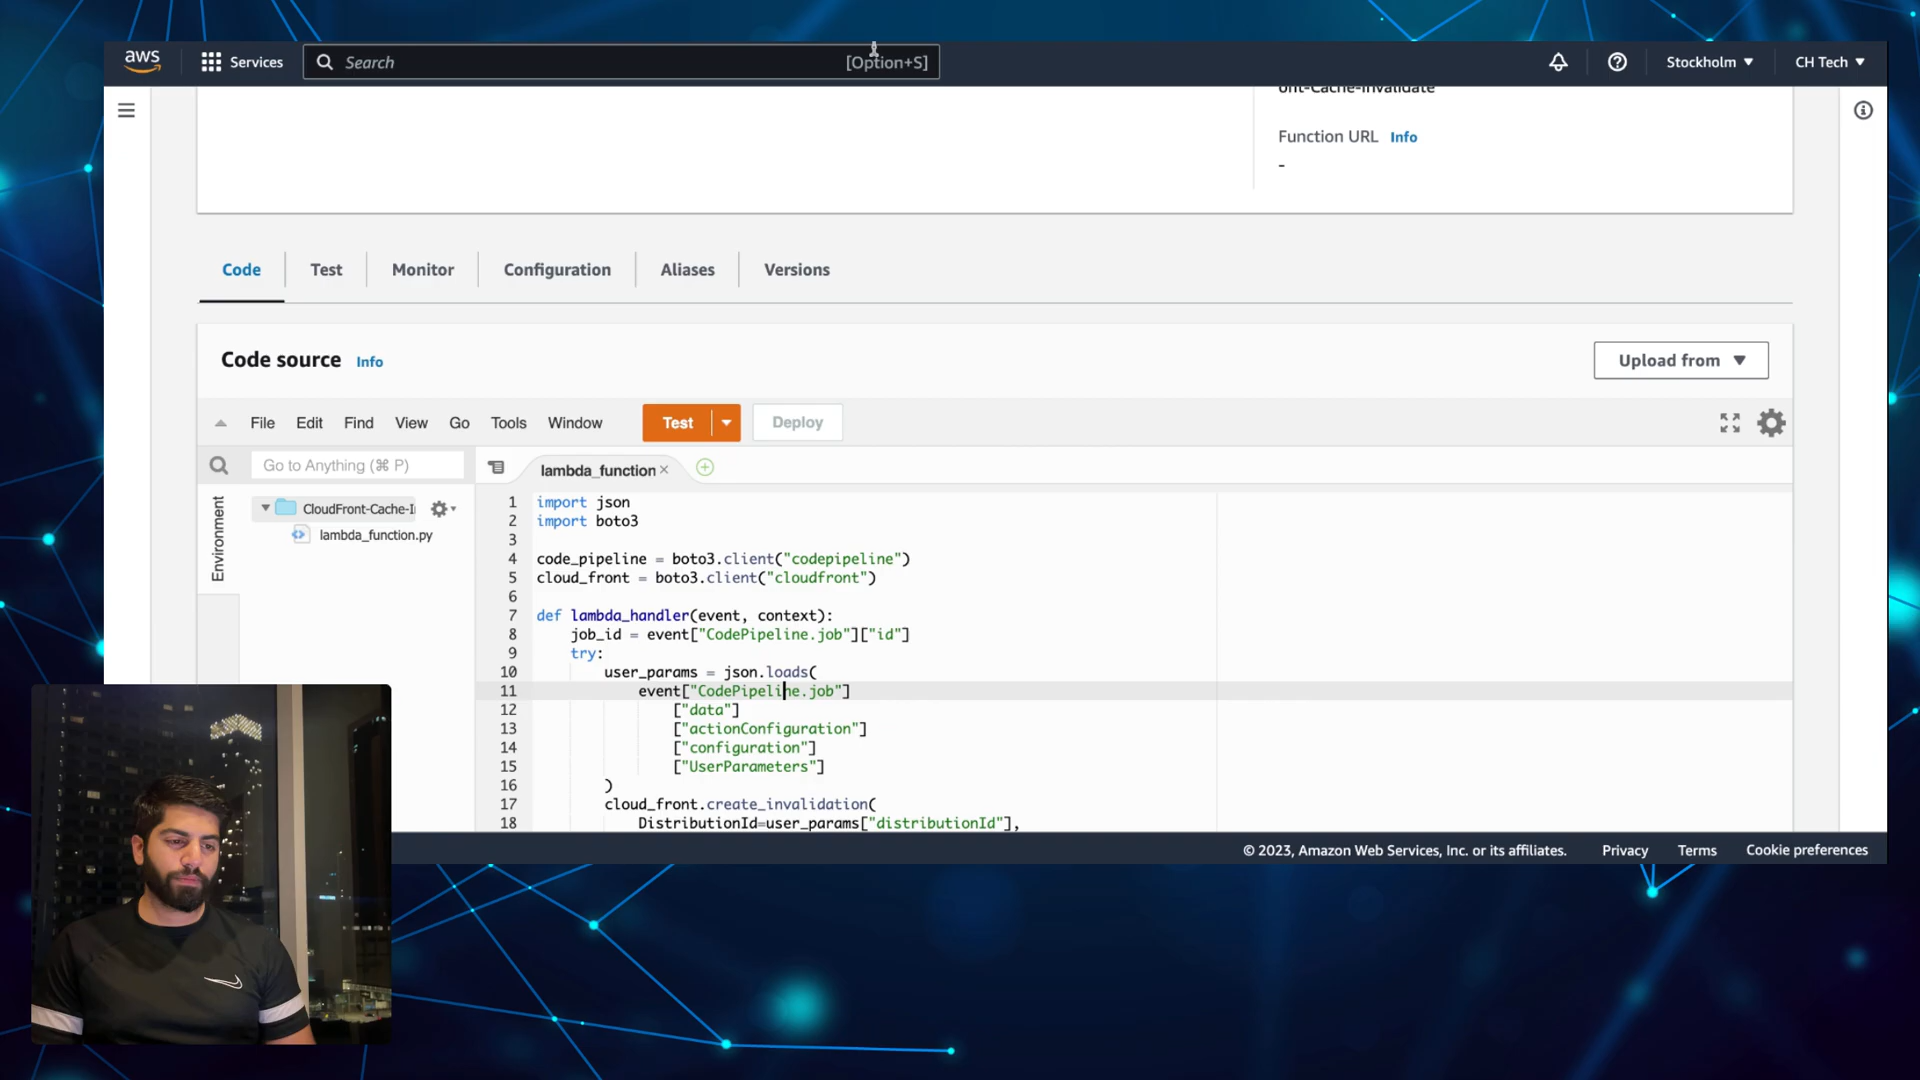 aws
Services
Search
[Option+S]
Stockholm
CH Tech
ont-Cache-Invalidate
Function URL Info
-
Code
Test
Monitor
Configuration
Aliases
Versions
Code source Info
Upload from
File
Edit
Find
View
Go
Tools
Window
Test
Deploy
Go to Anything (⌘ P)
lambda_function
Environment
CloudFront-Cache-I
lambda_function.py
1 import json
2 import boto3
3
4 code_pipeline = boto3.client("codepipeline")
5 cloud_front = boto3.client("cloudfront")
6
7 def lambda_handler(event, context):
8 job_id = event["CodePipeline.job"]["id"]
9 try:
10 user_params = json.loads(
11 event["CodePipeline.job"]
12 ["data"]
13 ["actionConfiguration"]
14 ["configuration"]
15 ["UserParameters"]
16 )
17 cloud_front.create_invalidation(
18 DistributionId=user_params["distributionId"],
© 2023, Amazon Web Services, Inc. or its affiliates.
Privacy
Terms
Cookie preferences